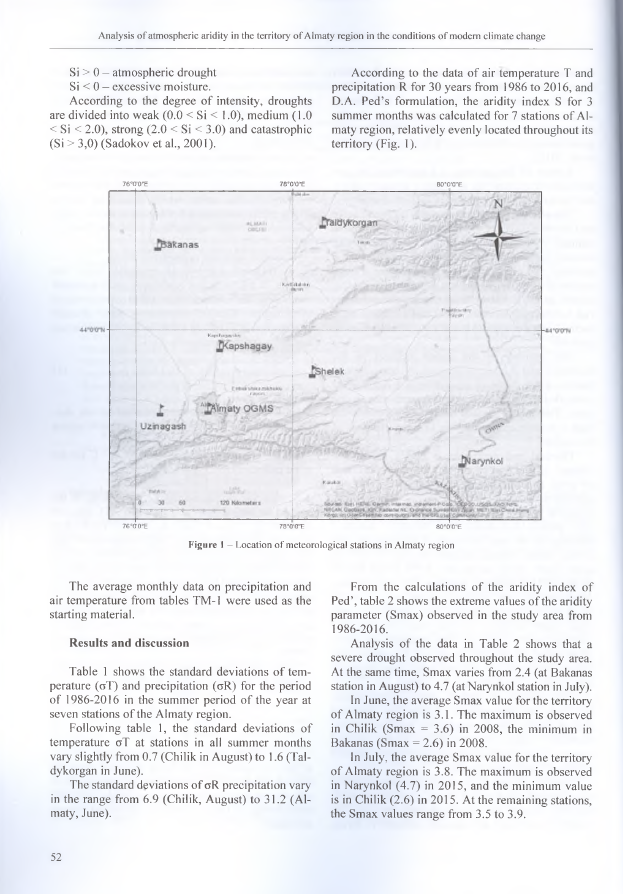 Analysis of atmospheric aridity in the territory of Almaty region in the conditions of modern climate change
Si > 0 – atmospheric drought
Si < 0 – excessive moisture.
According to the degree of intensity, droughts
are divided into weak (0.0 < Si < 1.0), medium (1.0
< Si < 2.0), strong (2.0 < Si < 3.0) and catastrophic
(Si > 3,0) (Sadokov et al., 2001).
According to the data of air temperature T and
precipitation R for 30 years from 1986 to 2016, and
D.A. Ped's formulation, the aridity index S for 3
summer months was calculated for 7 stations of Al-
maty region, relatively evenly located throughout its
territory (Fig. 1).
76°0'0"E 78°0'0"E 80°0'0"E
N
Taldykorgan
Bakanas
44°0'0"N 44°0'0"N
Kapshagay
Shelek
Almaty OGMS
Uzinagash
CHINA
Narynkol
0 30 60 120 Kilometers
76°0'0"E 78°0'0"E 80°0'0"E
Figure 1 – Location of meteorological stations in Almaty region
The average monthly data on precipitation and
air temperature from tables TM-1 were used as the
starting material.
Results and discussion
Table 1 shows the standard deviations of tem-
perature (σT) and precipitation (σR) for the period
of 1986-2016 in the summer period of the year at
seven stations of the Almaty region.
Following table 1, the standard deviations of
temperature σT at stations in all summer months
vary slightly from 0.7 (Chilik in August) to 1.6 (Tal-
dykorgan in June).
The standard deviations of σR precipitation vary
in the range from 6.9 (Chilik, August) to 31.2 (Al-
maty, June).
From the calculations of the aridity index of
Ped', table 2 shows the extreme values of the aridity
parameter (Smax) observed in the study area from
1986-2016.
Analysis of the data in Table 2 shows that a
severe drought observed throughout the study area.
At the same time, Smax varies from 2.4 (at Bakanas
station in August) to 4.7 (at Narynkol station in July).
In June, the average Smax value for the territory
of Almaty region is 3.1. The maximum is observed
in Chilik (Smax = 3.6) in 2008, the minimum in
Bakanas (Smax = 2.6) in 2008.
In July, the average Smax value for the territory
of Almaty region is 3.8. The maximum is observed
in Narynkol (4.7) in 2015, and the minimum value
is in Chilik (2.6) in 2015. At the remaining stations,
the Smax values range from 3.5 to 3.9.
52